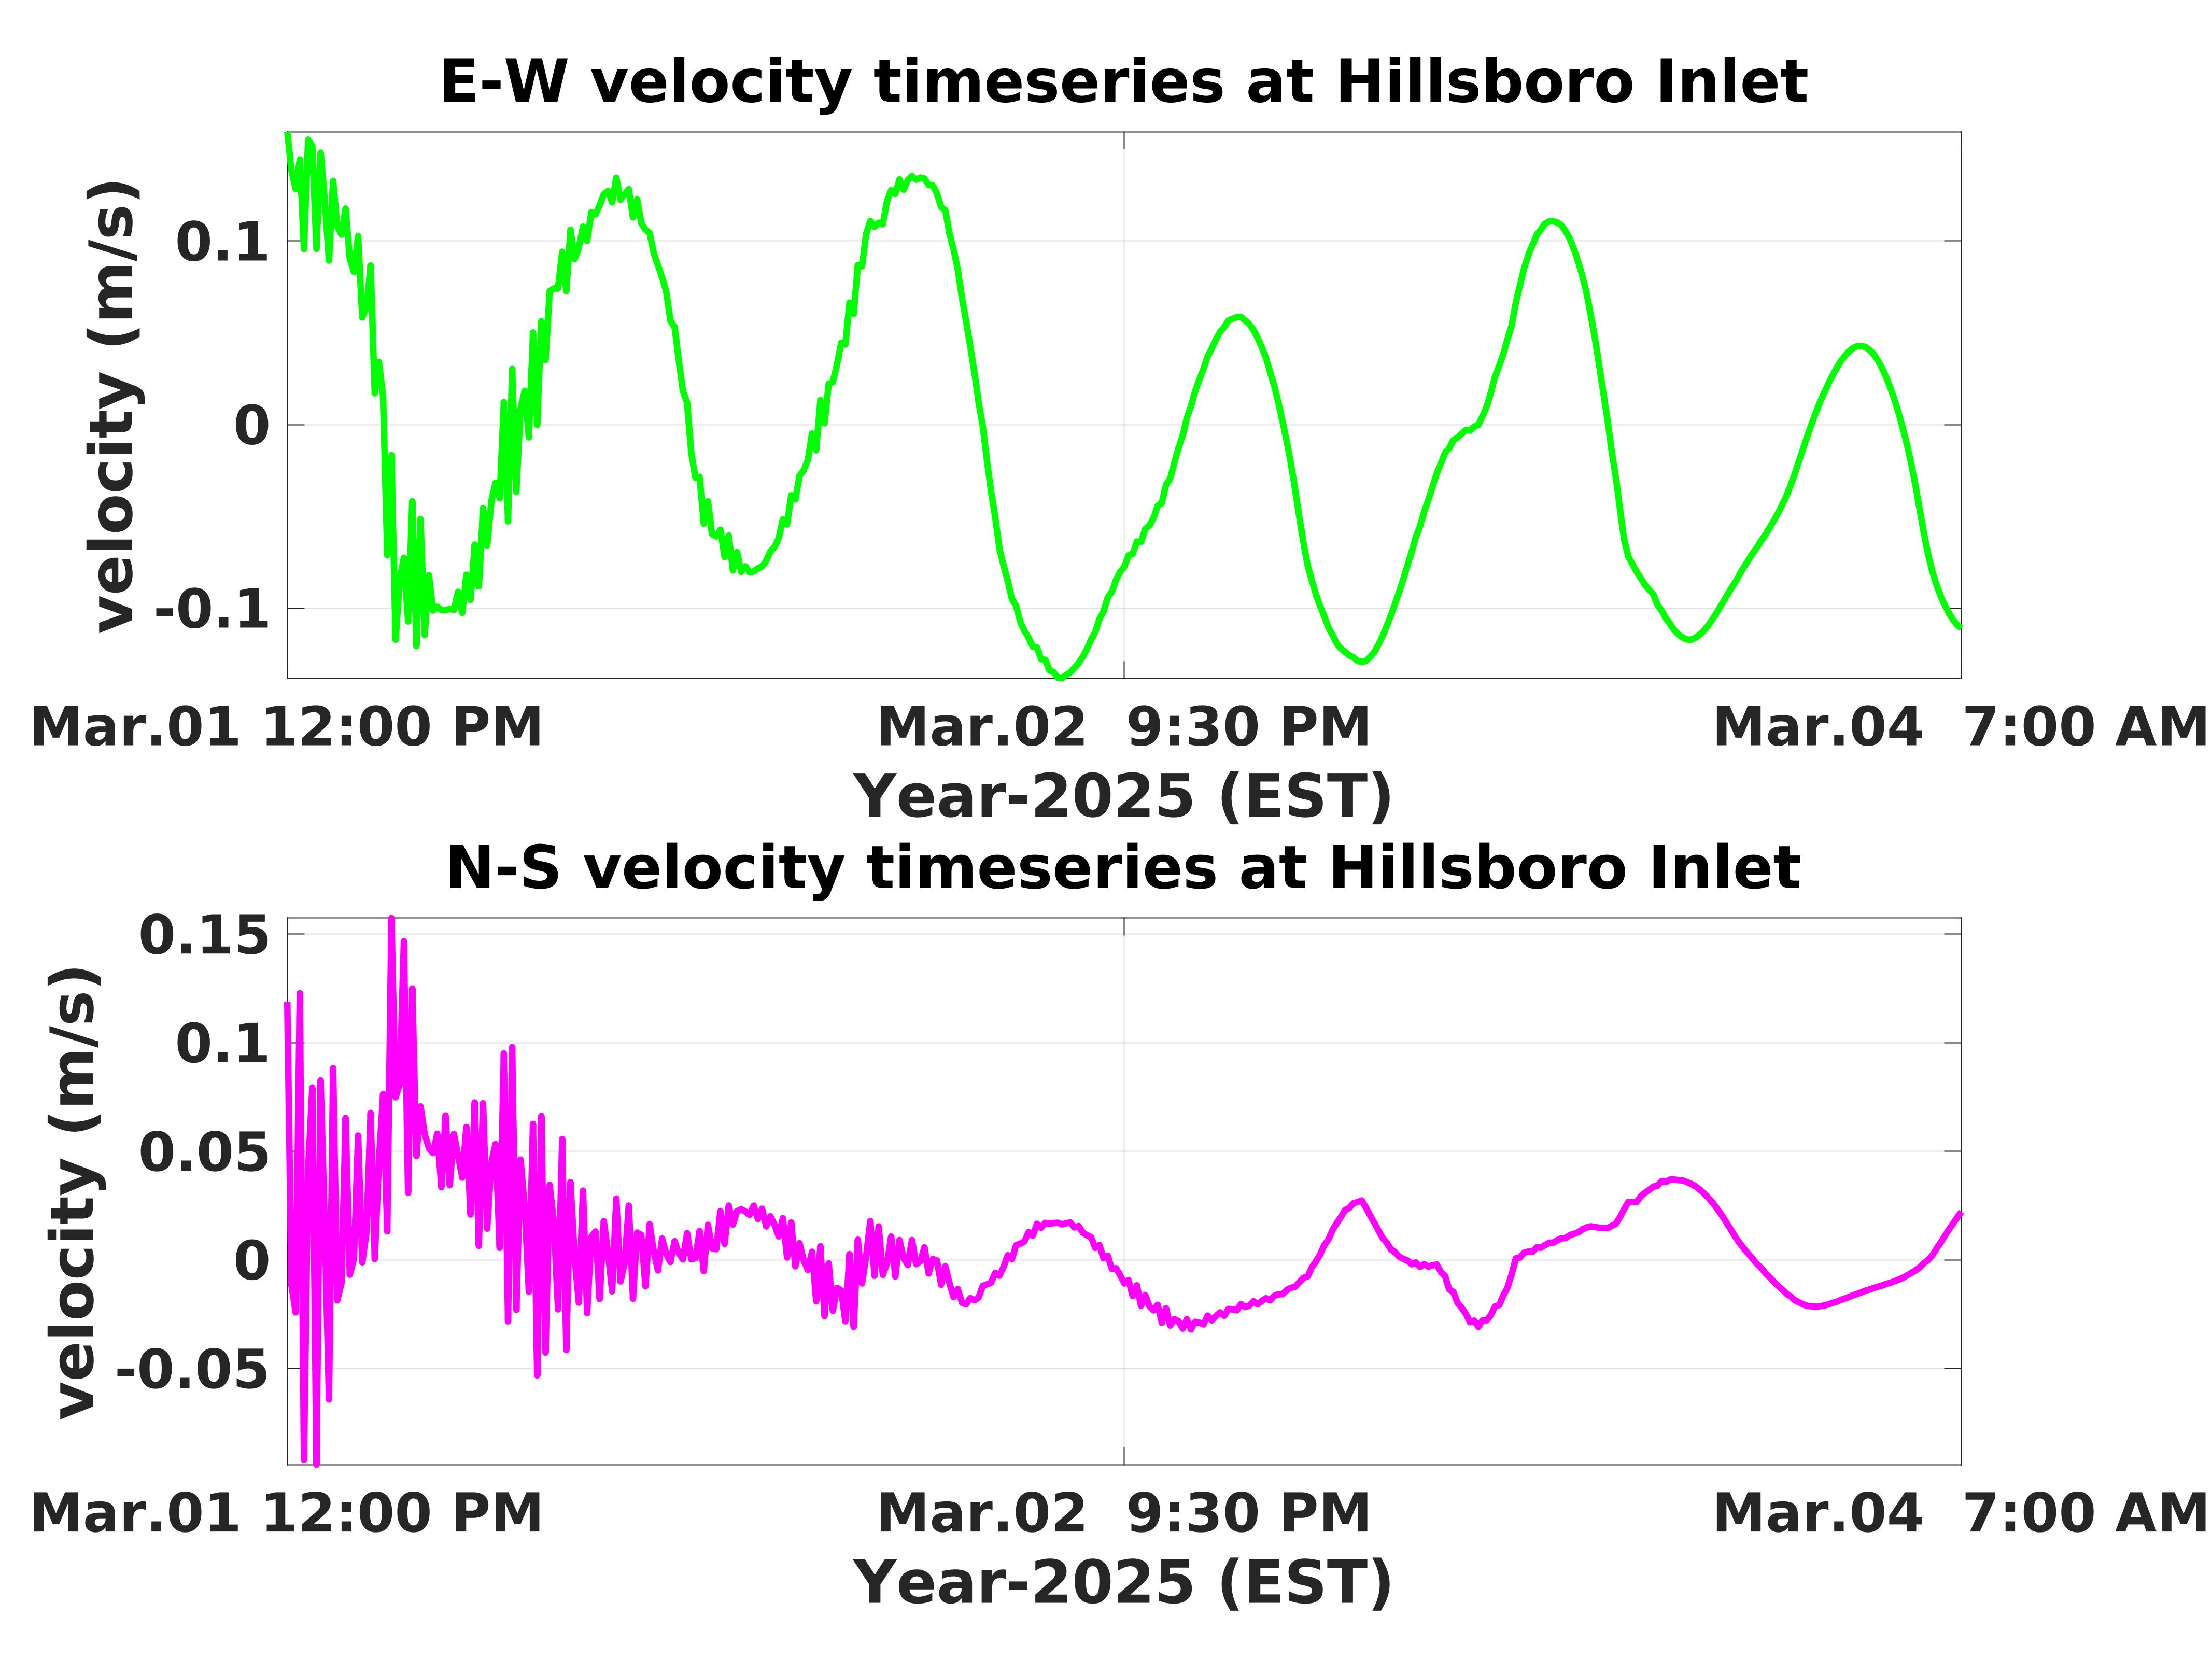 E-W velocity timeseries at Hillsboro Inlet
velocity (m/s)
0.1
0
-0.1
Mar.01 12:00 PM Mar.02  9:30 PM Mar.04  7:00 AM
Year-2025 (EST)
N-S velocity timeseries at Hillsboro Inlet
velocity (m/s)
0.15
0.1
0.05
0
-0.05
Mar.01 12:00 PM Mar.02  9:30 PM Mar.04  7:00 AM
Year-2025 (EST)